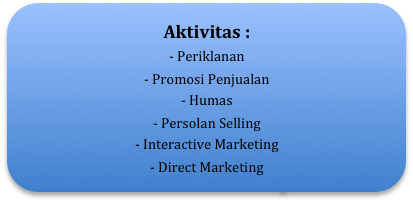 Aktivitas :
- Periklanan
- Promosi Penjualan
- Humas
- Persolan Selling
- Interactive Marketing
- Direct Marketing